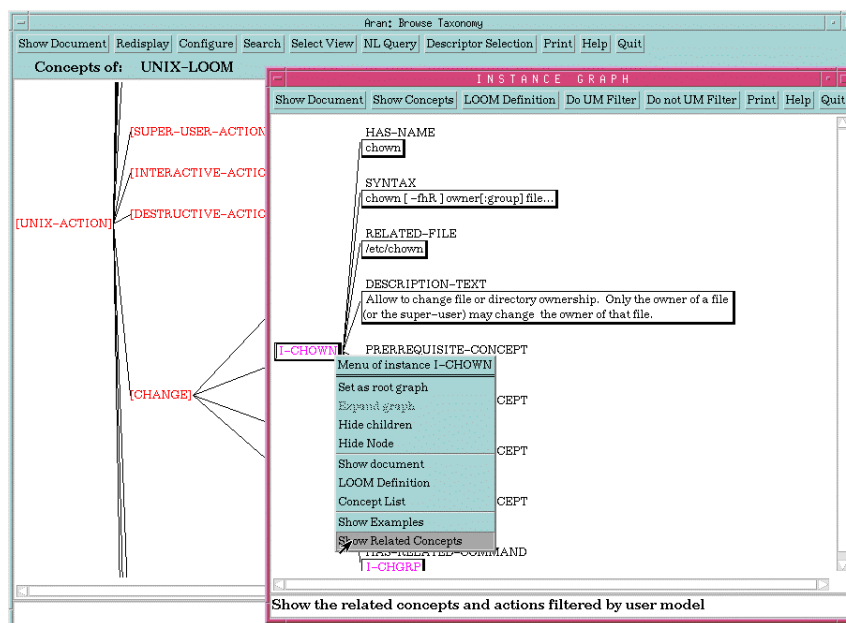 Aran: Browse Taxonomy
Show Document Redisplay Configure Search Select View NL Query Descriptor Selection Print Help Quit
Concepts of: UNIX-LOOM
INSTANCE GRAPH
Show Document Show Concepts LOOM Definition Do UM Filter Do not UM Filter Print Help Quit
[SUPER-USER-ACTION
[INTERACTIVE-ACTIO
[DESTRUCTIVE-ACTIO
[UNIX-ACTION]
[CHANGE]
HAS-NAME
chown
SYNTAX
chown [ -fhR ] owner[:group] file...
RELATED-FILE
/etc/chown
DESCRIPTION-TEXT
Allow to change file or directory ownership. Only the owner of a file
(or the super-user) may change the owner of that file.
I-CHOWN
PRERREQUISITE-CONCEPT
Menu of instance I-CHOWN
Set as root graph
Expand graph
CEPT
Hide children
Hide Node
CEPT
Show document
LOOM Definition
Concept List
CEPT
Show Examples
Show Related Concepts
HAS-RELATED-COMMAND
I-CHGRP
Show the related concepts and actions filtered by user model